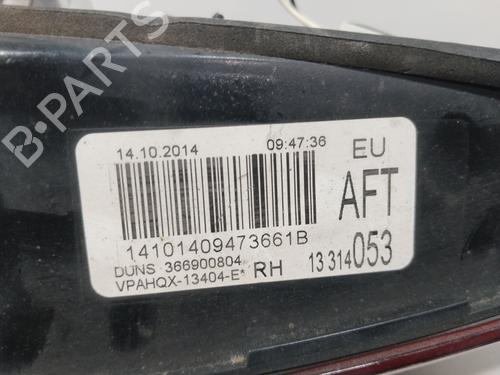 14.10.2014 09:47:36 EU
AFT
14101409473661B
DUNS 366900804
VPAHQX-13404-E* RH 13 314 053
B-PARTS